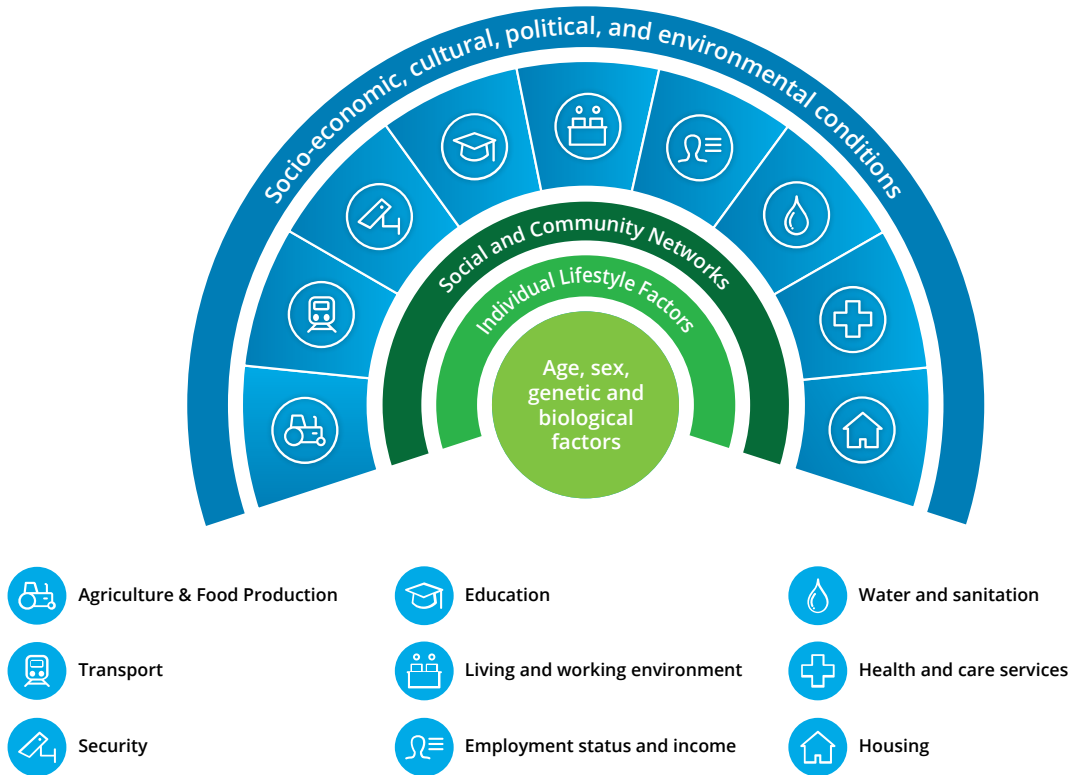 Socio-economic, cultural, political, and environmental conditions
Social and Community Networks
Individual Lifestyle Factors
Age, sex,
genetic and
biological
factors
Agriculture & Food Production
Transport
Security
Education
Living and working environment
Employment status and income
Water and sanitation
Health and care services
Housing